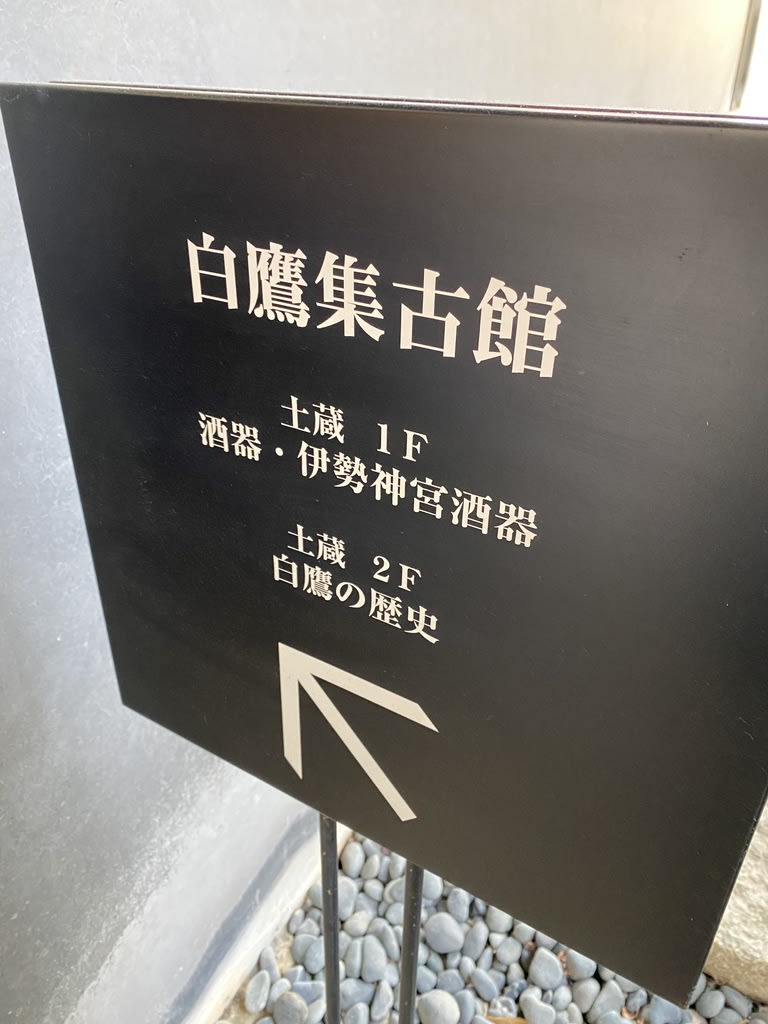 白鷹集古館
土蔵 1F
酒器・伊勢神宮酒器
土蔵 2F
白鷹の歴史